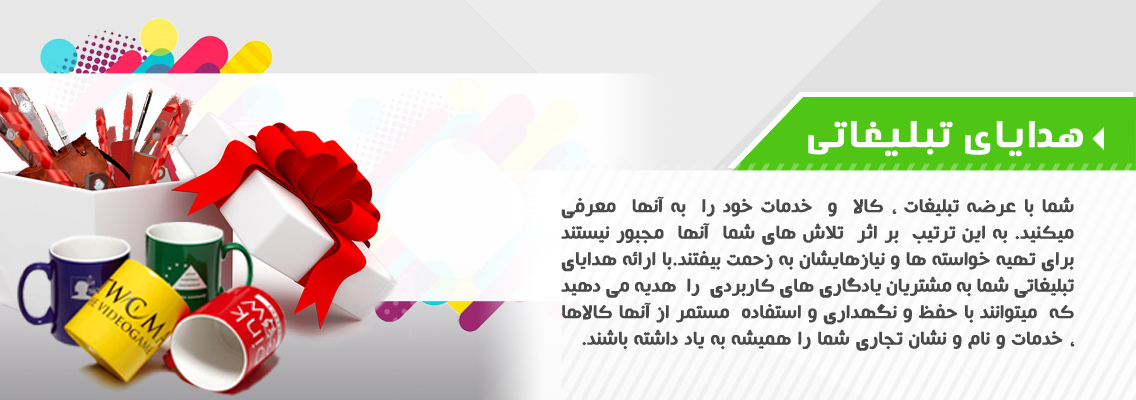 هدایای تبلیغاتی
شما با عرضه تبلیغات ، کالا و خدمات خود را به آنها معرفی
میکنید. به این ترتیب بر اثر تلاش های شما آنها مجبور نیستند
برای تهیه خواسته ها و نیازهایشان به زحمت بیفتند.با ارائه هدایای
تبلیغاتی شما به مشتریان یادگاری های کاربردی را هدیه می دهید
که میتوانند با حفظ و نگهداری و استفاده مستمر از آنها کالاها
، خدمات و نام و نشان تجاری شما را همیشه به یاد داشته باشند.